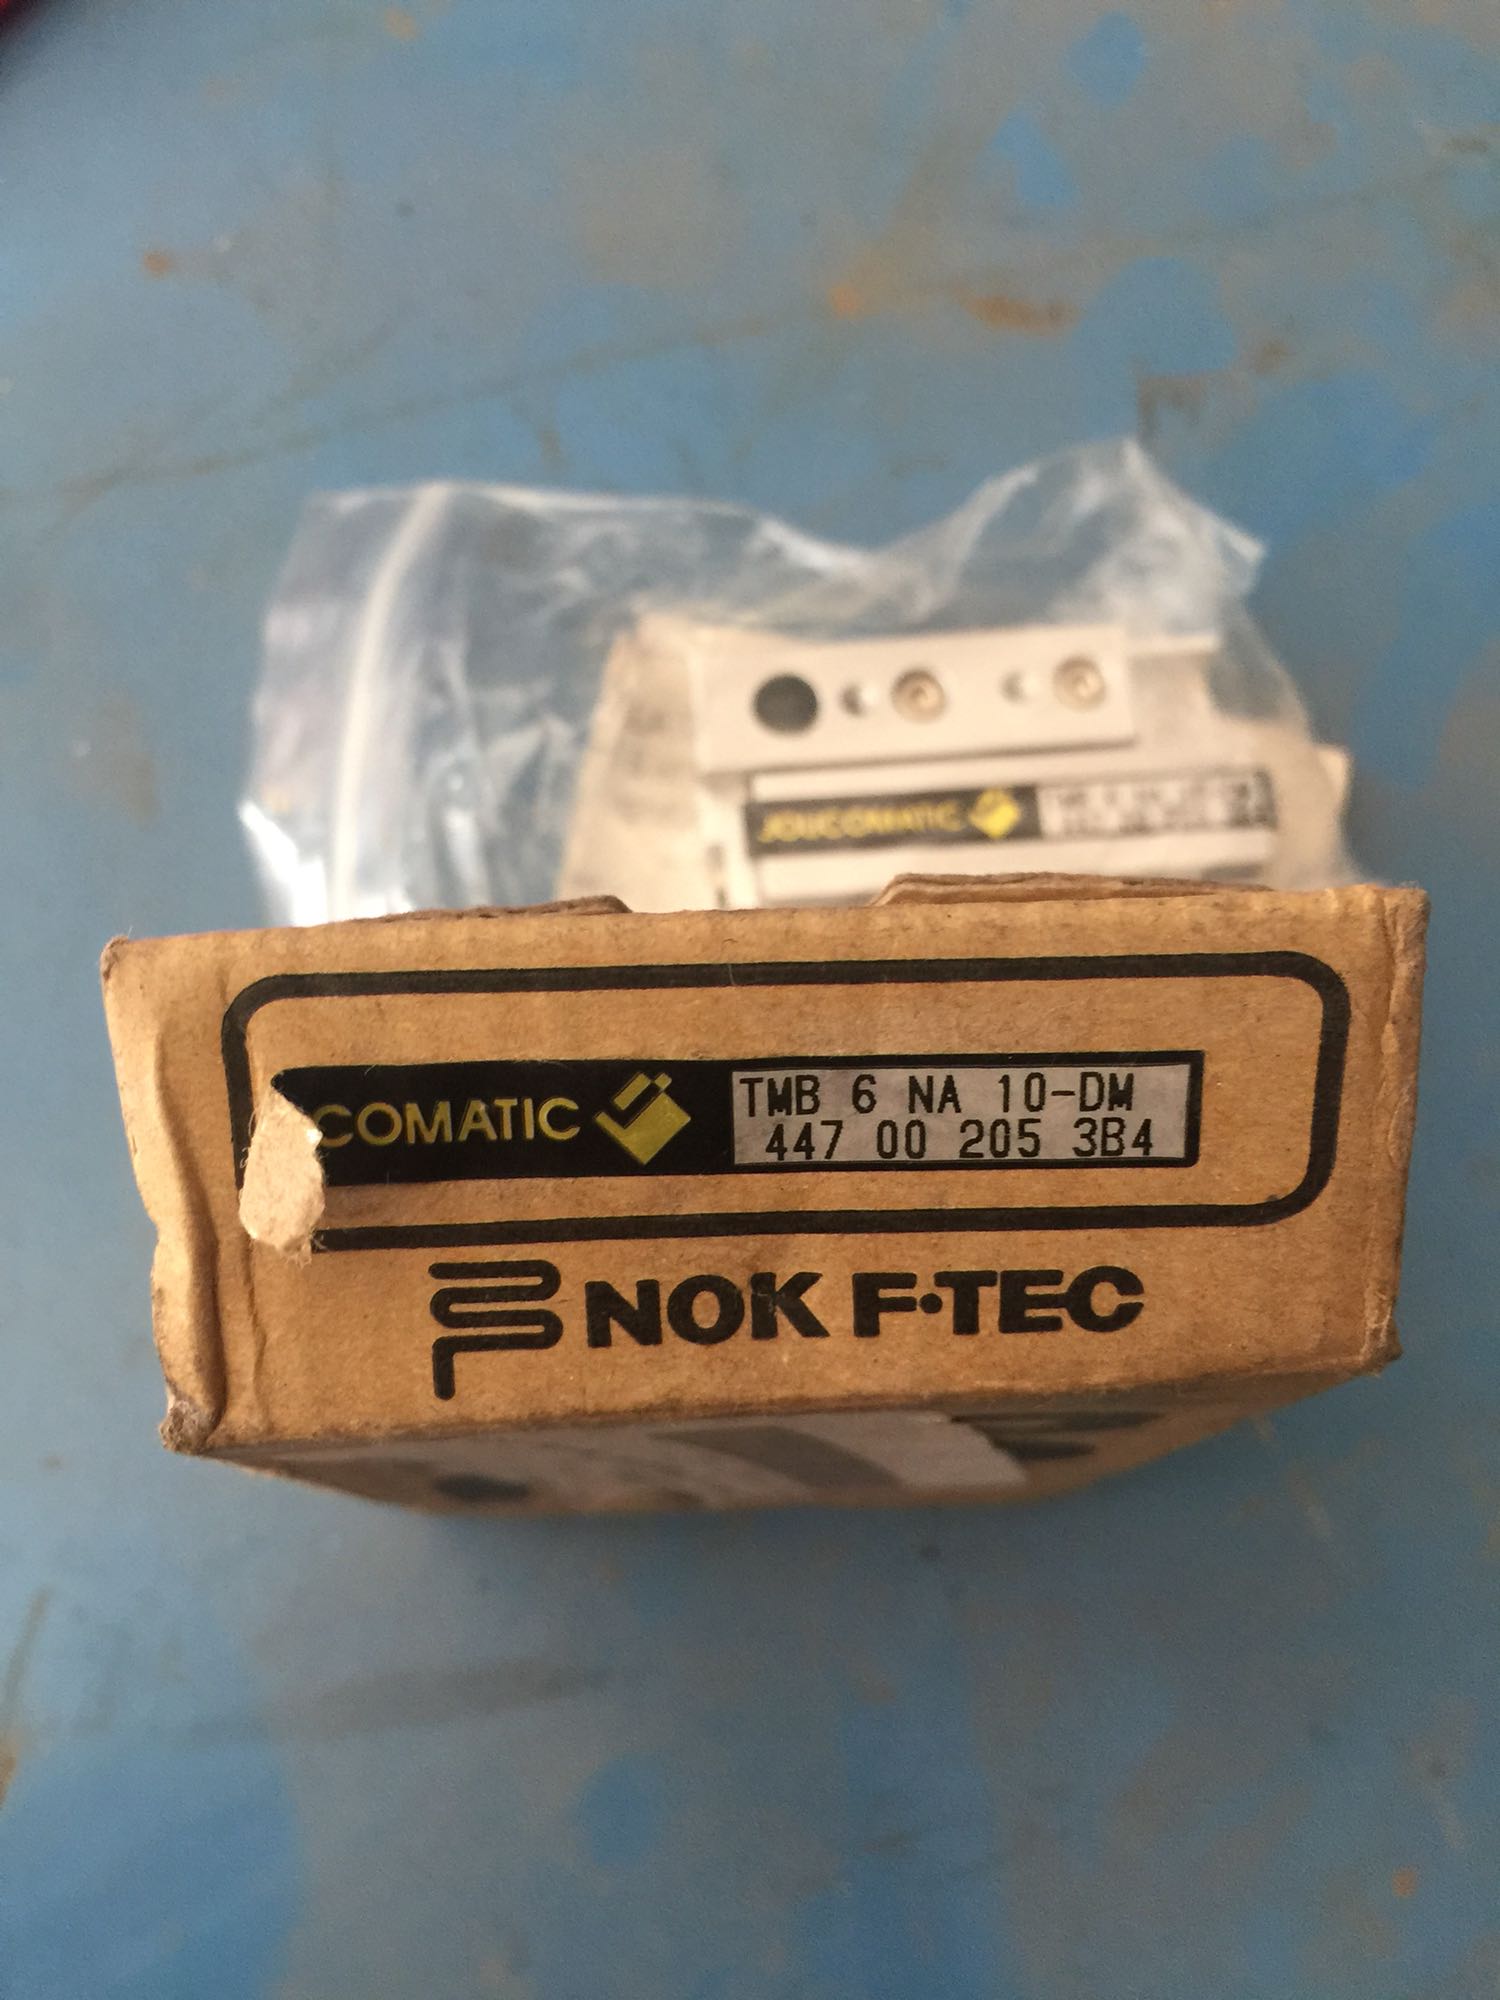 JOUCOMATIC
COMATIC
TMB 6 NA 10-DM
447 00 205 3B4
NOK F·TEC